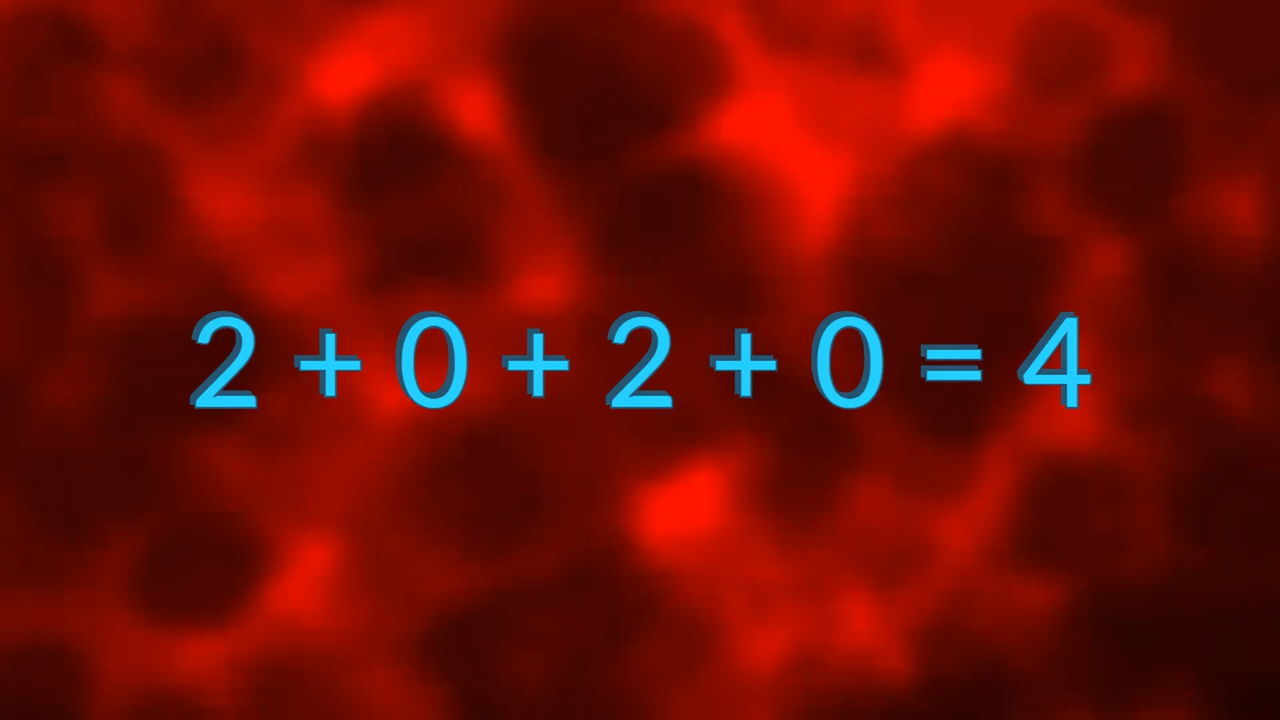 2 + 0 + 2 + 0 = 4